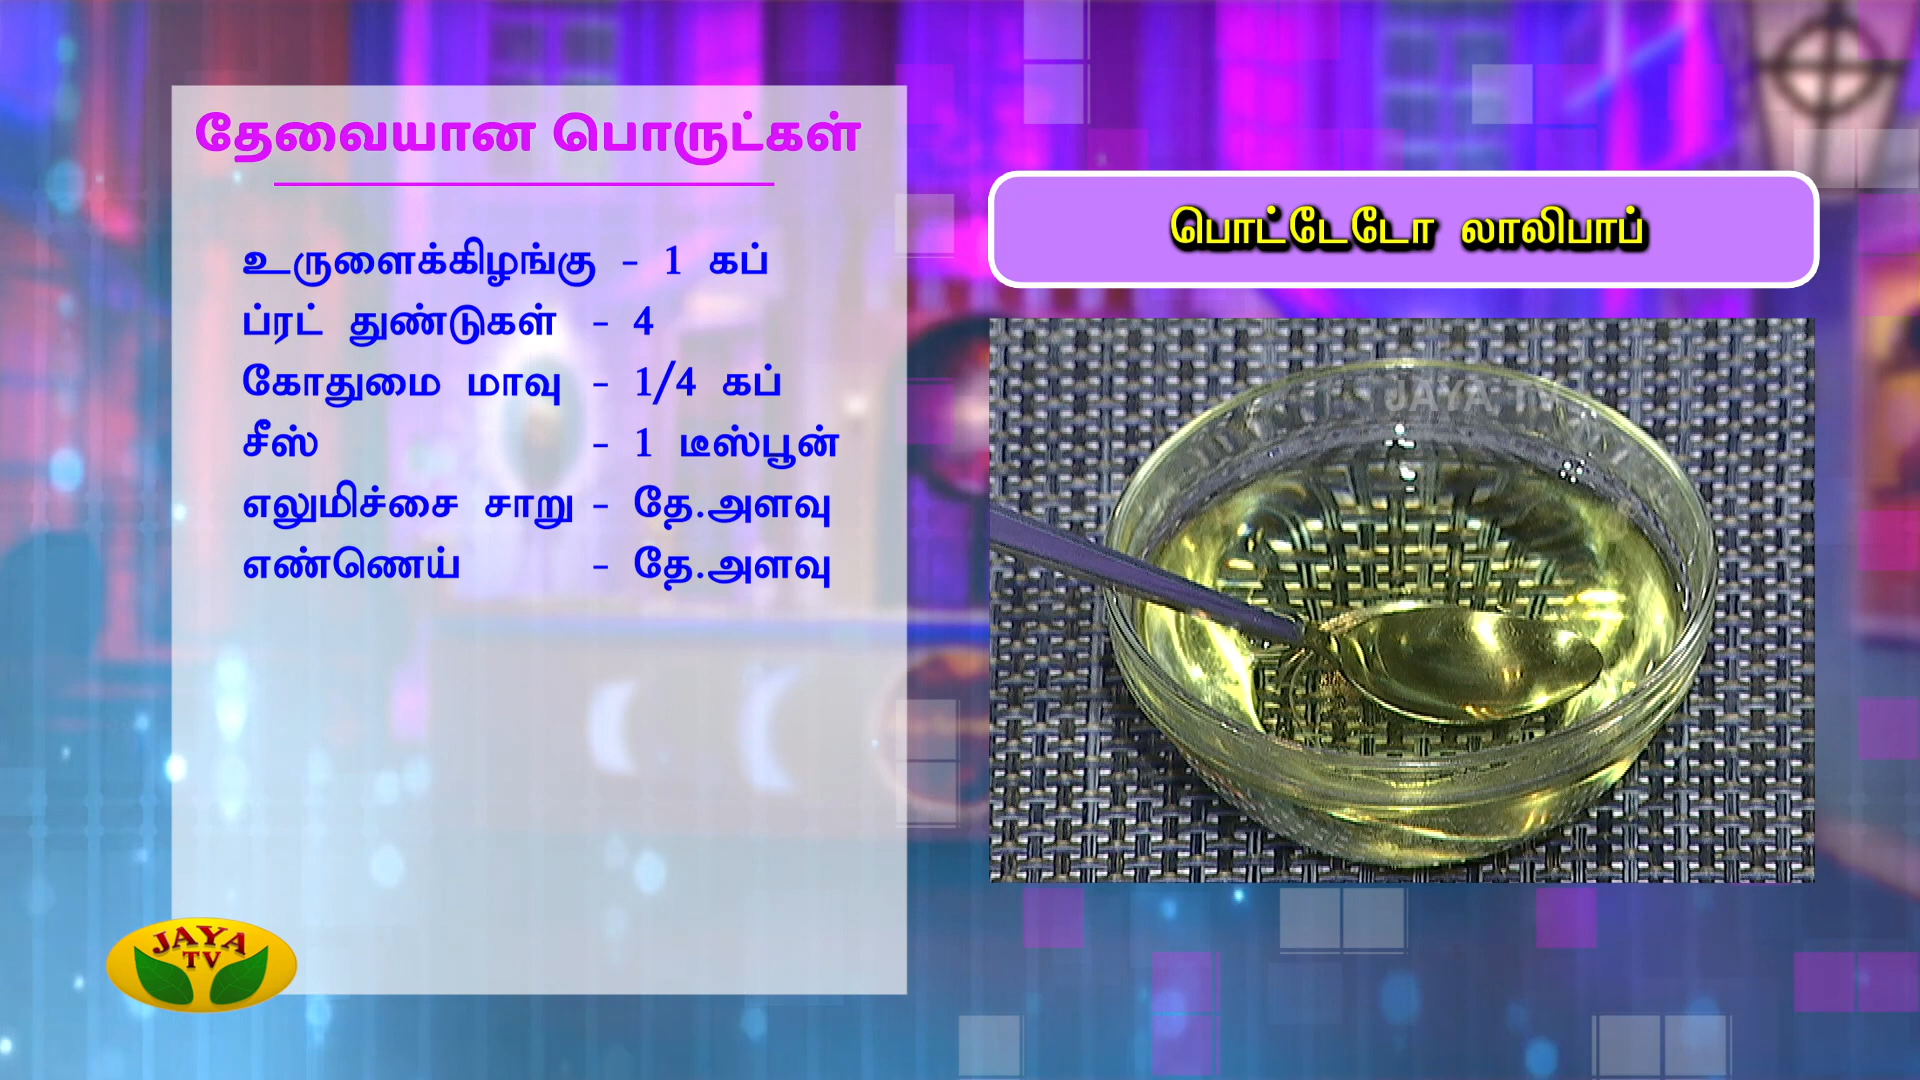 தேவையான பொருட்கள்
உருளைக்கிழங்கு - 1 கப்
ப்ரட் துண்டுகள் - 4
கோதுமை மாவு - 1/4 கப்
சீஸ் - 1 டீஸ்பூன்
எலுமிச்சை சாறு - தே.அளவு
எண்ணெய் - தே.அளவு
பொட்டேடோ லாலிபாப்
JAYA TV
JAYA
TV